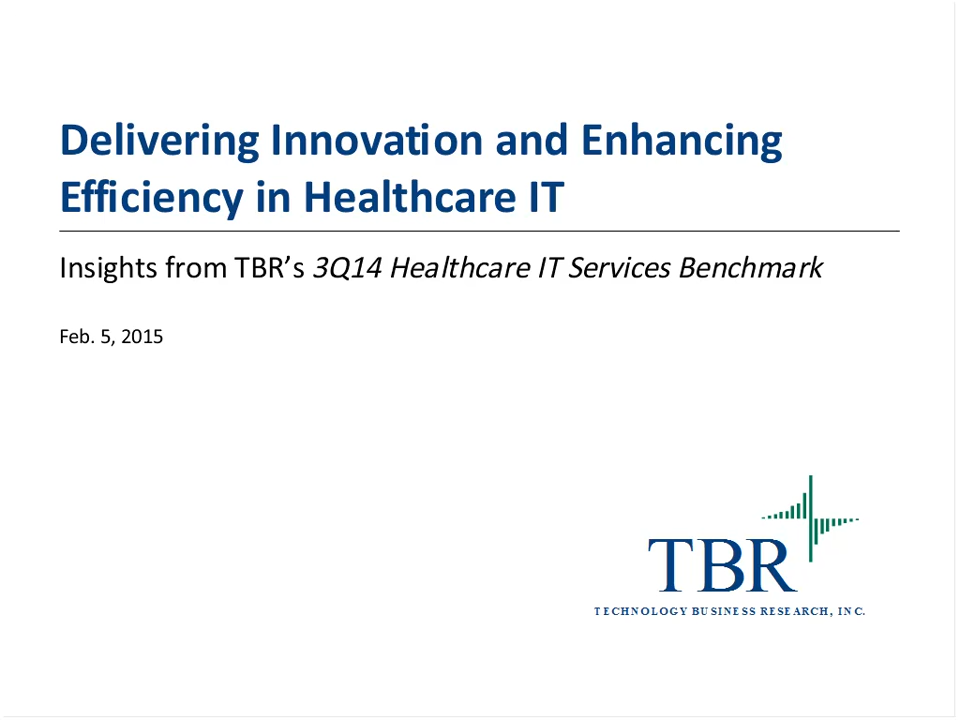 Delivering Innovation and Enhancing
Efficiency in Healthcare IT
Insights from TBR’s 3Q14 Healthcare IT Services Benchmark
Feb. 5, 2015
TBR
TECHNOLOGY BUSINESS RESEARCH, INC.